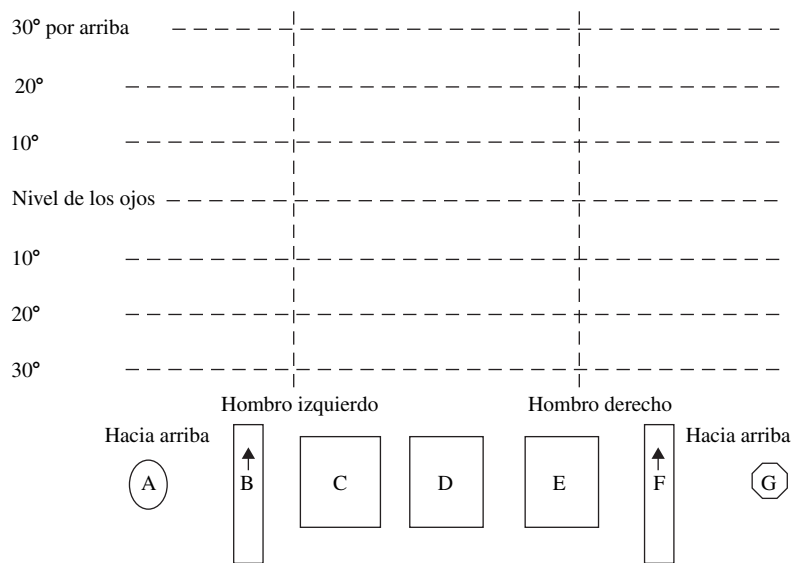 30° por arriba
20°
10°
Nivel de los ojos
10°
20°
30°
Hombro izquierdo Hombro derecho
Hacia arriba Hacia arriba
A B C D E F G